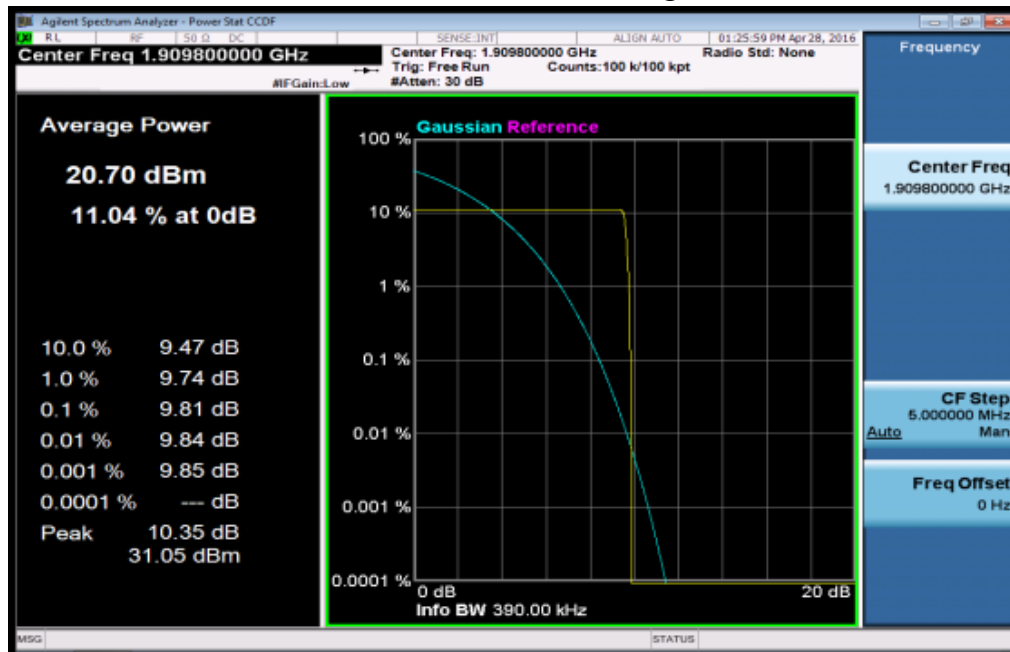 Agilent Spectrum Analyzer - Power Stat CCDF
RL RF 50 Ω DC SENSE:INT ALIGN AUTO 01:25:59 PM Apr 28, 2016
Center Freq 1.909800000 GHz
Center Freq: 1.909800000 GHz Radio Std: None
Trig: Free Run Counts:100 k/100 kpt
#IFGain:Low #Atten: 30 dB
Average Power
20.70 dBm
11.04 % at 0dB
10.0 % 9.47 dB
1.0 % 9.74 dB
0.1 % 9.81 dB
0.01 % 9.84 dB
0.001 % 9.85 dB
0.0001 % --- dB
Peak 10.35 dB
31.05 dBm
Gaussian Reference
100 %
10 %
1 %
0.1 %
0.01 %
0.001 %
0.0001 %
0 dB 20 dB
Info BW 390.00 kHz
Frequency
Center Freq
1.909800000 GHz
CF Step
5.000000 MHz
Auto Man
Freq Offset
0 Hz
MSG STATUS